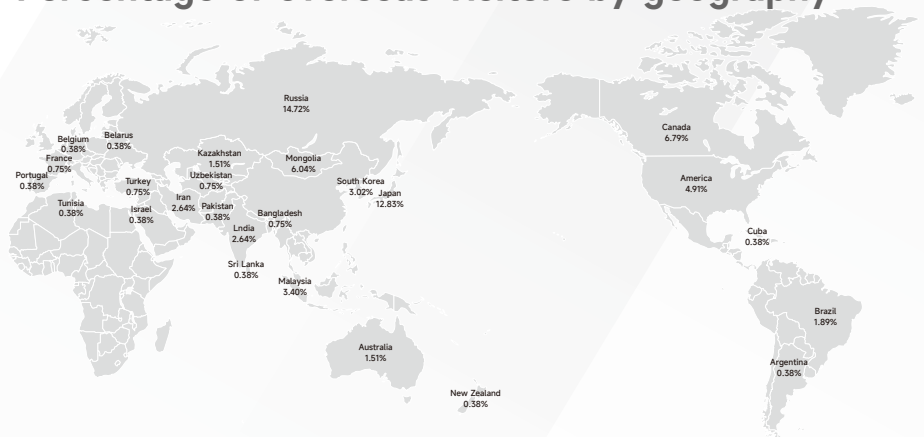 Percentage of overseas visitors by geography
Russia
14.72%
Canada
6.79%
Belgium
0.38%
Belarus
0.38%
France
0.75%
Kazakhstan
1.51%
Mongolia
6.04%
Portugal
0.38%
Turkey
0.75%
Uzbekistan
0.75%
South Korea
3.02%
Japan
12.83%
America
4.91%
Tunisia
0.38%
Israel
0.38%
Iran
2.64%
Pakistan
0.38%
Bangladesh
0.75%
Lndia
2.64%
Cuba
0.38%
Sri Lanka
0.38%
Malaysia
3.40%
Brazil
1.89%
Australia
1.51%
Argentina
0.38%
New Zealand
0.38%